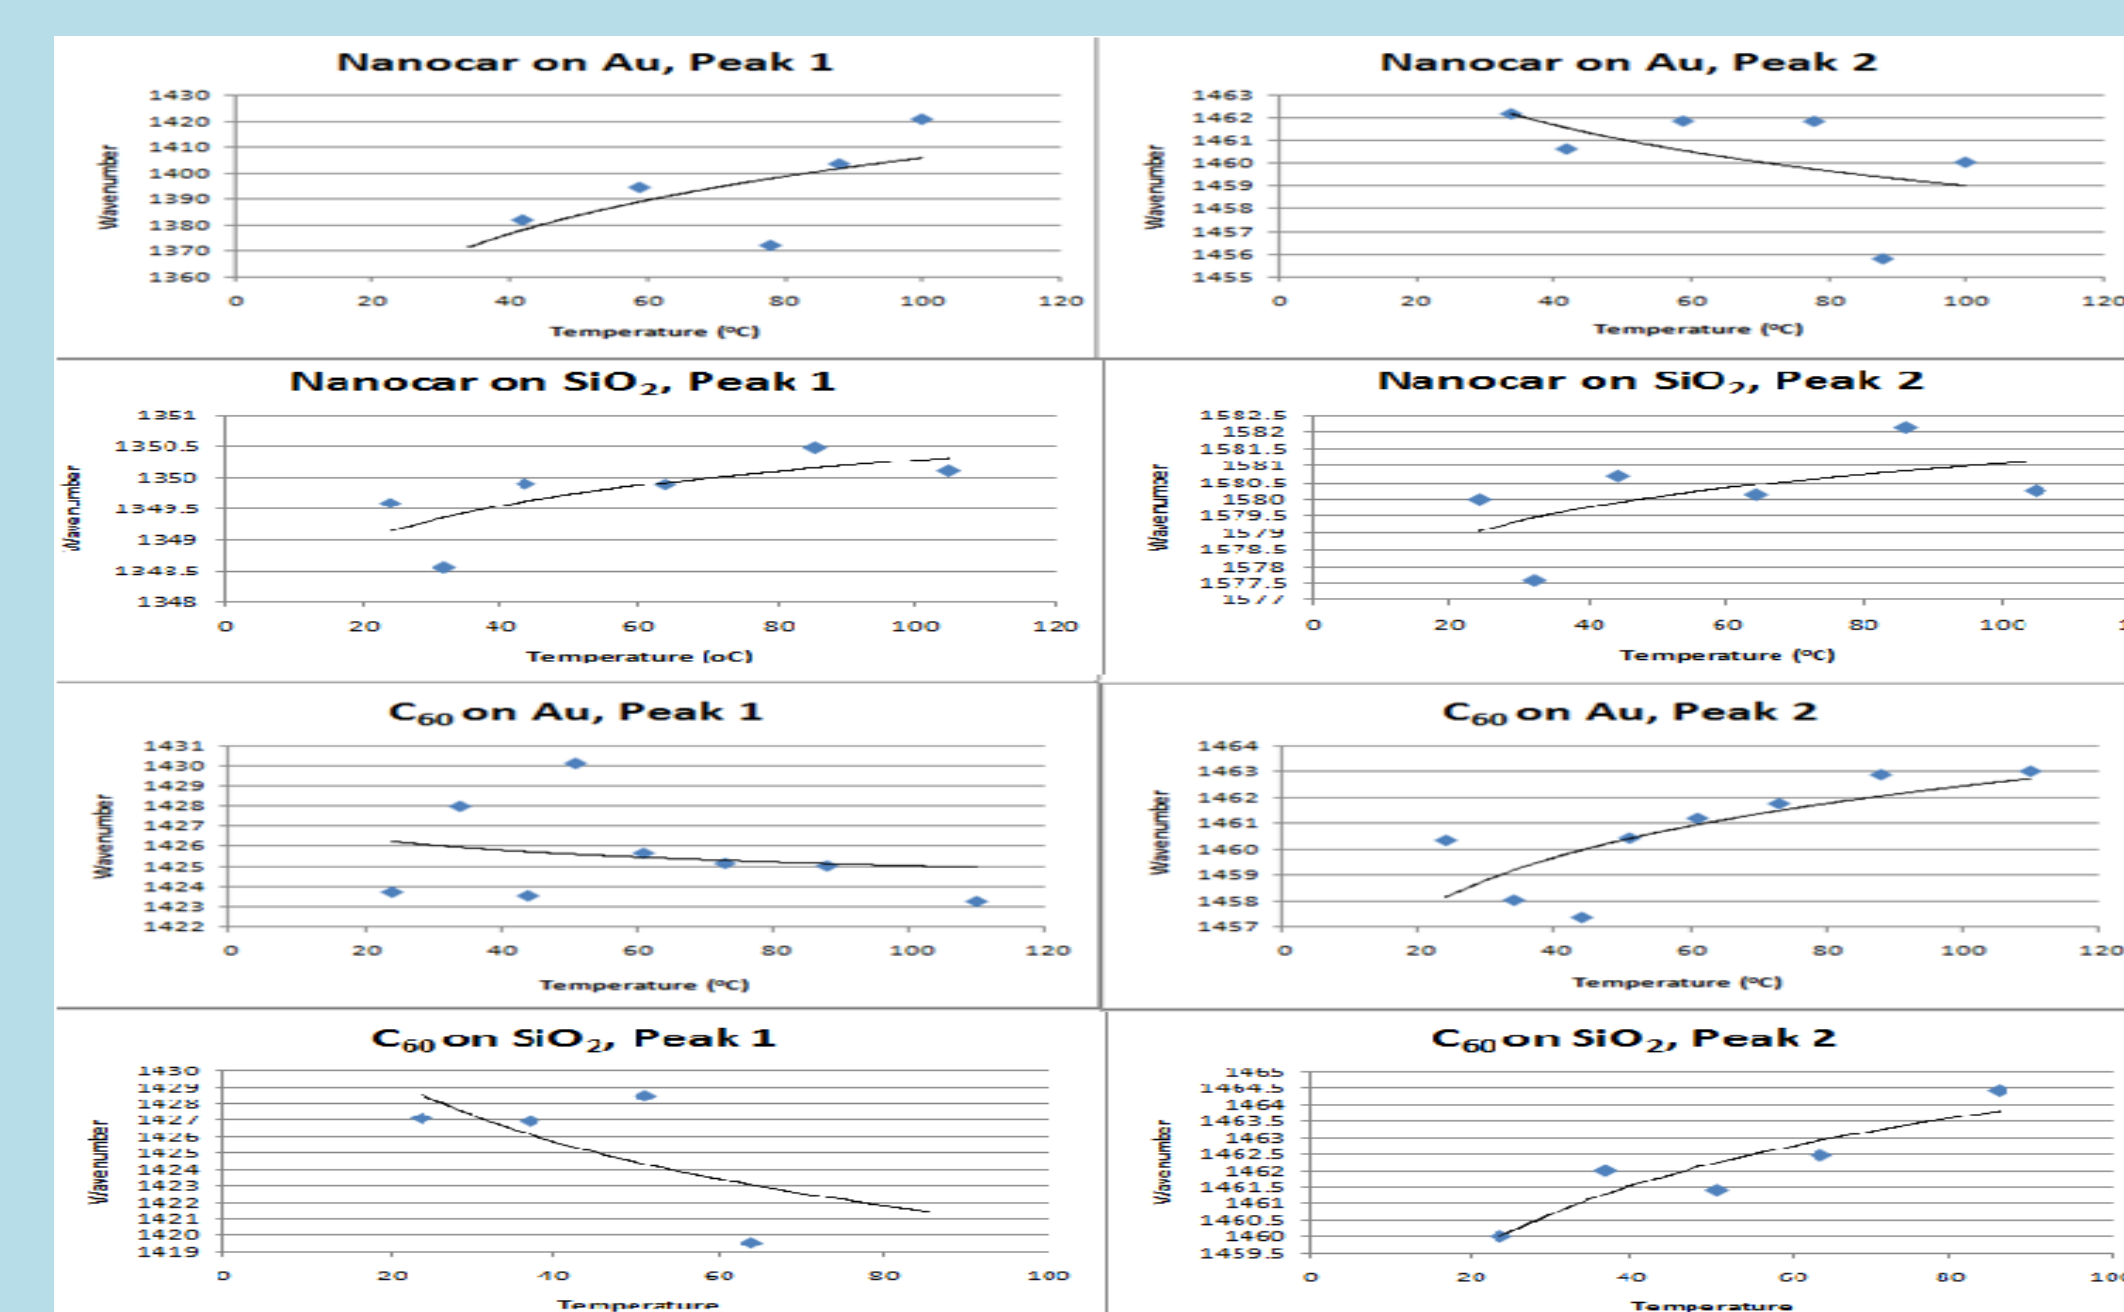 Nanocar on Au, Peak 1
1430
1420
1410
1400
1390
1380
1370
1360
Wavenumber
0 20 40 60 80 100 120
Temperature (°C)
Nanocar on Au, Peak 2
1463
1462
1461
1460
1459
1458
1457
1456
1455
Wavenumber
0 20 40 60 80 100 120
Temperature (°C)
Nanocar on SiO₂, Peak 1
1351
1350.5
1350
1349.5
1349
1348.5
1348
Wavenumber
0 20 40 60 80 100 120
Temperature (oC)
Nanocar on SiO₂, Peak 2
1582.5
1582
1581.5
1581
1580.5
1580
1579.5
1579
1578.5
1578
1577.5
1577
Wavenumber
0 20 40 60 80 100
Temperature (°C)
C₆₀ on Au, Peak 1
1431
1430
1429
1428
1427
1426
1425
1424
1423
1422
Wavenumber
0 20 40 60 80 100 120
Temperature (°C)
C₆₀ on Au, Peak 2
1464
1463
1462
1461
1460
1459
1458
1457
Wavenumber
0 20 40 60 80 100 120
Temperature (°C)
C₆₀ on SiO₂, Peak 1
1430
1429
1428
1427
1426
1425
1424
1423
1422
1421
1420
1419
Wavenumber
0 20 40 60 80 100
Temperature
C₆₀ on SiO₂, Peak 2
1465
1464.5
1464
1463.5
1463
1462.5
1462
1461.5
1461
1460.5
1460
1459.5
Wavenumber
0 20 40 60 80 100
Temperature